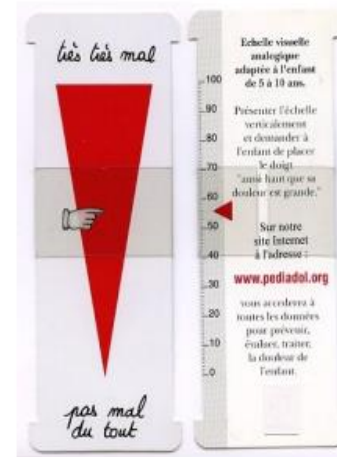 très très mal
pas mal
du tout
Echelle visuelle
analogique
adaptée à l'enfant
de 5 à 10 ans.
Présenter l'échelle
verticalement
et demander à
l'enfant de placer
le doigt
"aussi haut que sa
douleur est grande."
Sur notre
site Internet
à l'adresse :
www.pediadol.org
vous accéderez à
toutes les données
pour prévenir,
évaluer, traiter,
la douleur de
l'enfant.
100
90
80
70
60
50
40
30
20
10
0